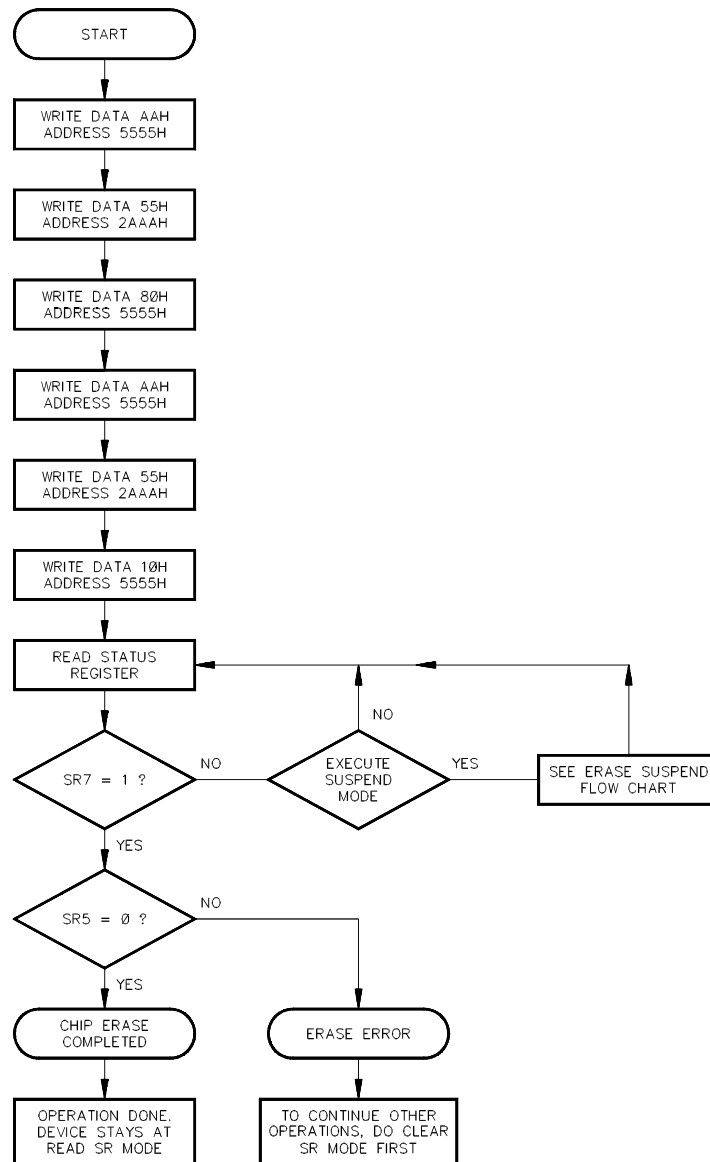 START
WRITE DATA AAH
ADDRESS 5555H
WRITE DATA 55H
ADDRESS 2AAAH
WRITE DATA 80H
ADDRESS 5555H
WRITE DATA AAH
ADDRESS 5555H
WRITE DATA 55H
ADDRESS 2AAAH
WRITE DATA 10H
ADDRESS 5555H
READ STATUS
REGISTER
NO
SR7 = 1 ?
NO
EXECUTE
SUSPEND
MODE
YES
SEE ERASE SUSPEND
FLOW CHART
YES
SR5 = 0 ?
NO
YES
CHIP ERASE
COMPLETED
ERASE ERROR
OPERATION DONE,
DEVICE STAYS AT
READ SR MODE
TO CONTINUE OTHER
OPERATIONS, DO CLEAR
SR MODE FIRST